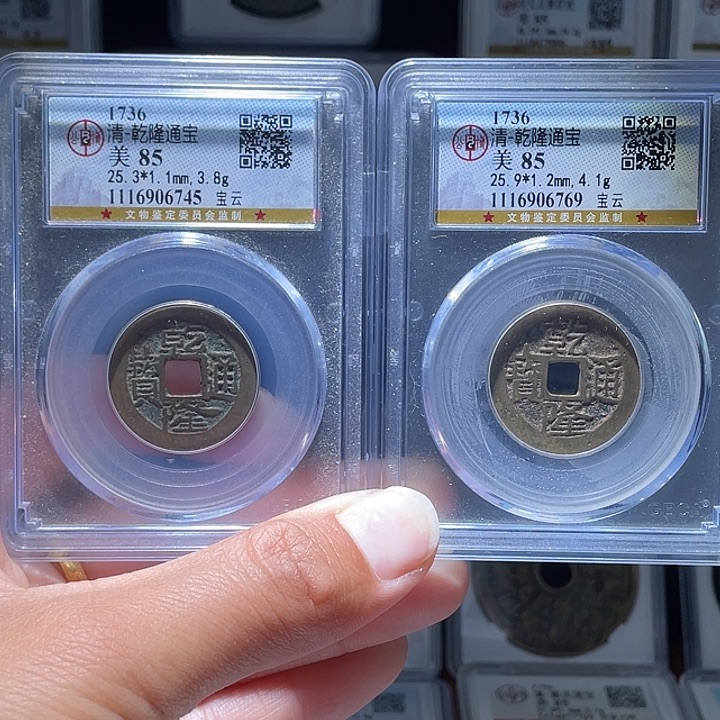 1736
清-乾隆通宝
美 85
25.3*1.1mm,3.8g
1116906745 宝云
★ 文物鉴定委员会监制 ★
乾隆通寶
1736
清-乾隆通宝
美 85
25.9*1.2mm,4.1g
1116906769 宝云
★ 文物鉴定委员会监制 ★
乾隆通寶
GBCA
1736